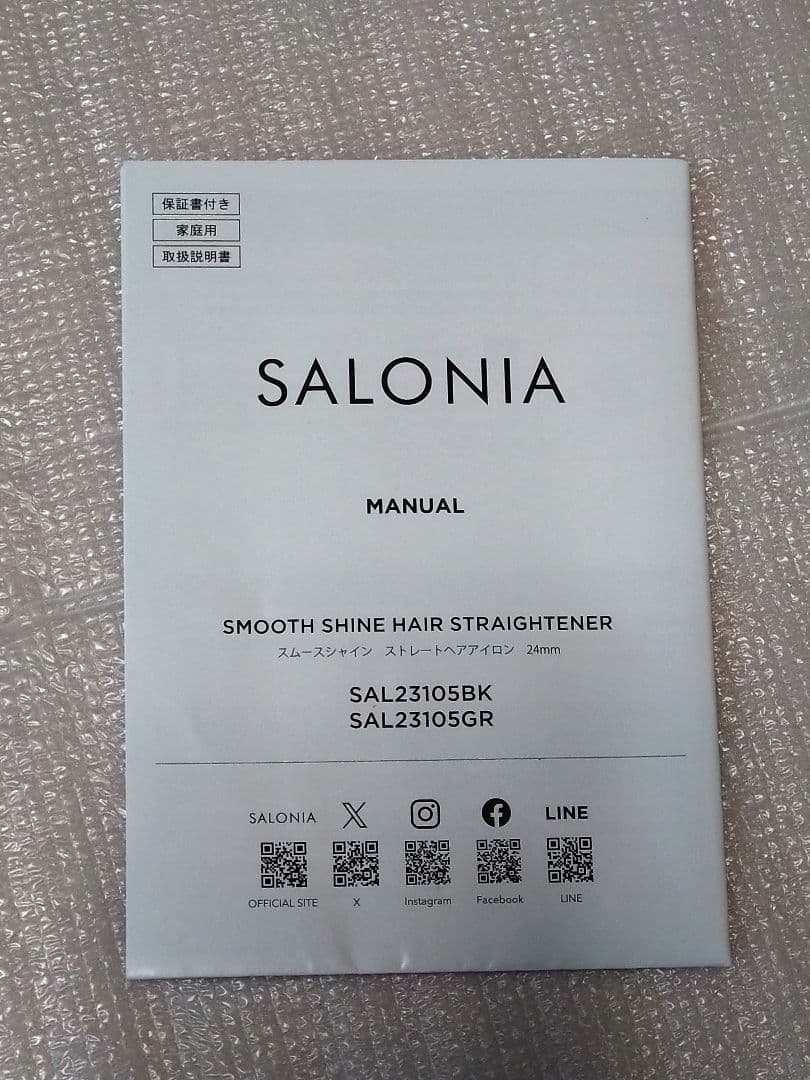 保証書付き
家庭用
取扱説明書
SALONIA
MANUAL
SMOOTH SHINE HAIR STRAIGHTENER
スムースシャイン　ストレートヘアアイロン　24mm
SAL23105BK
SAL23105GR
SALONIA X LINE
OFFICIAL SITE X Instagram Facebook LINE